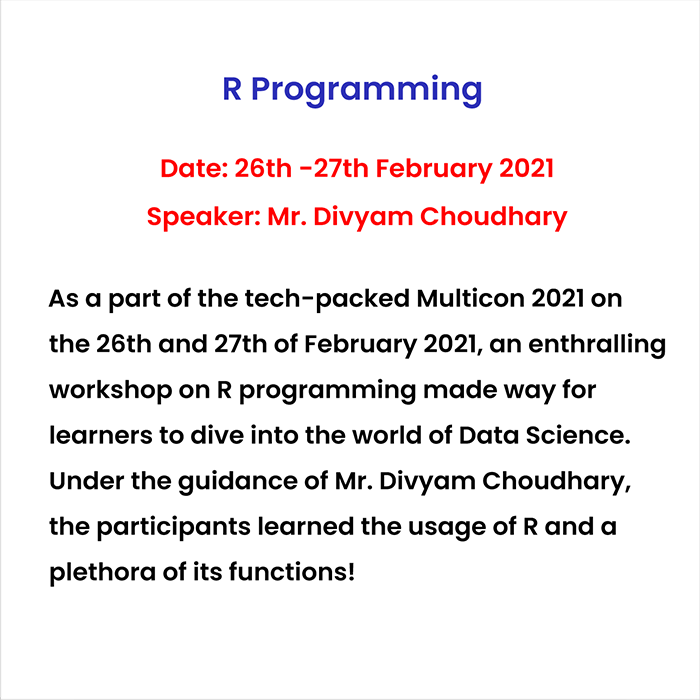 R Programming
Date: 26th -27th February 2021
Speaker: Mr. Divyam Choudhary
As a part of the tech-packed Multicon 2021 on
the 26th and 27th of February 2021, an enthralling
workshop on R programming made way for
learners to dive into the world of Data Science.
Under the guidance of Mr. Divyam Choudhary,
the participants learned the usage of R and a
plethora of its functions!